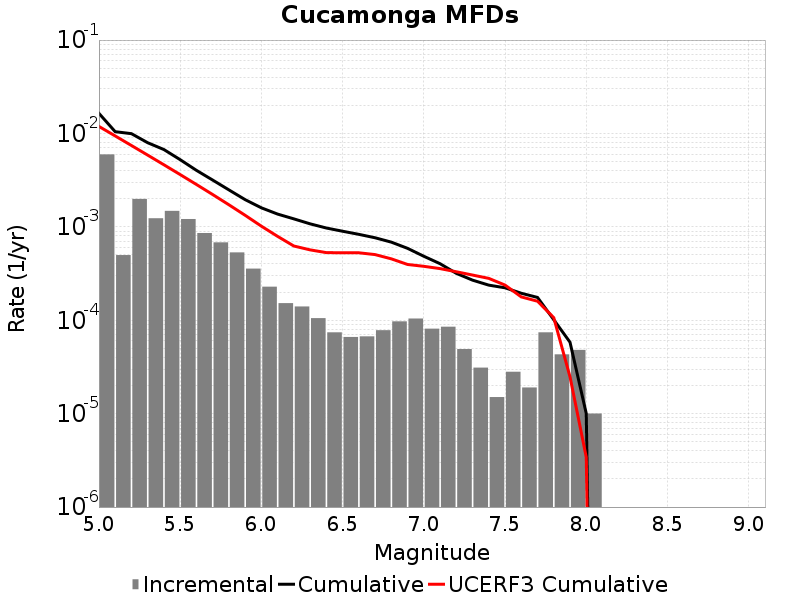 Cucamonga MFDs
10^-1
10^-2
10^-3
10^-4
10^-5
10^-6
Rate (1/yr)
5.0 5.5 6.0 6.5 7.0 7.5 8.0 8.5 9.0
Magnitude
Incremental Cumulative UCERF3 Cumulative